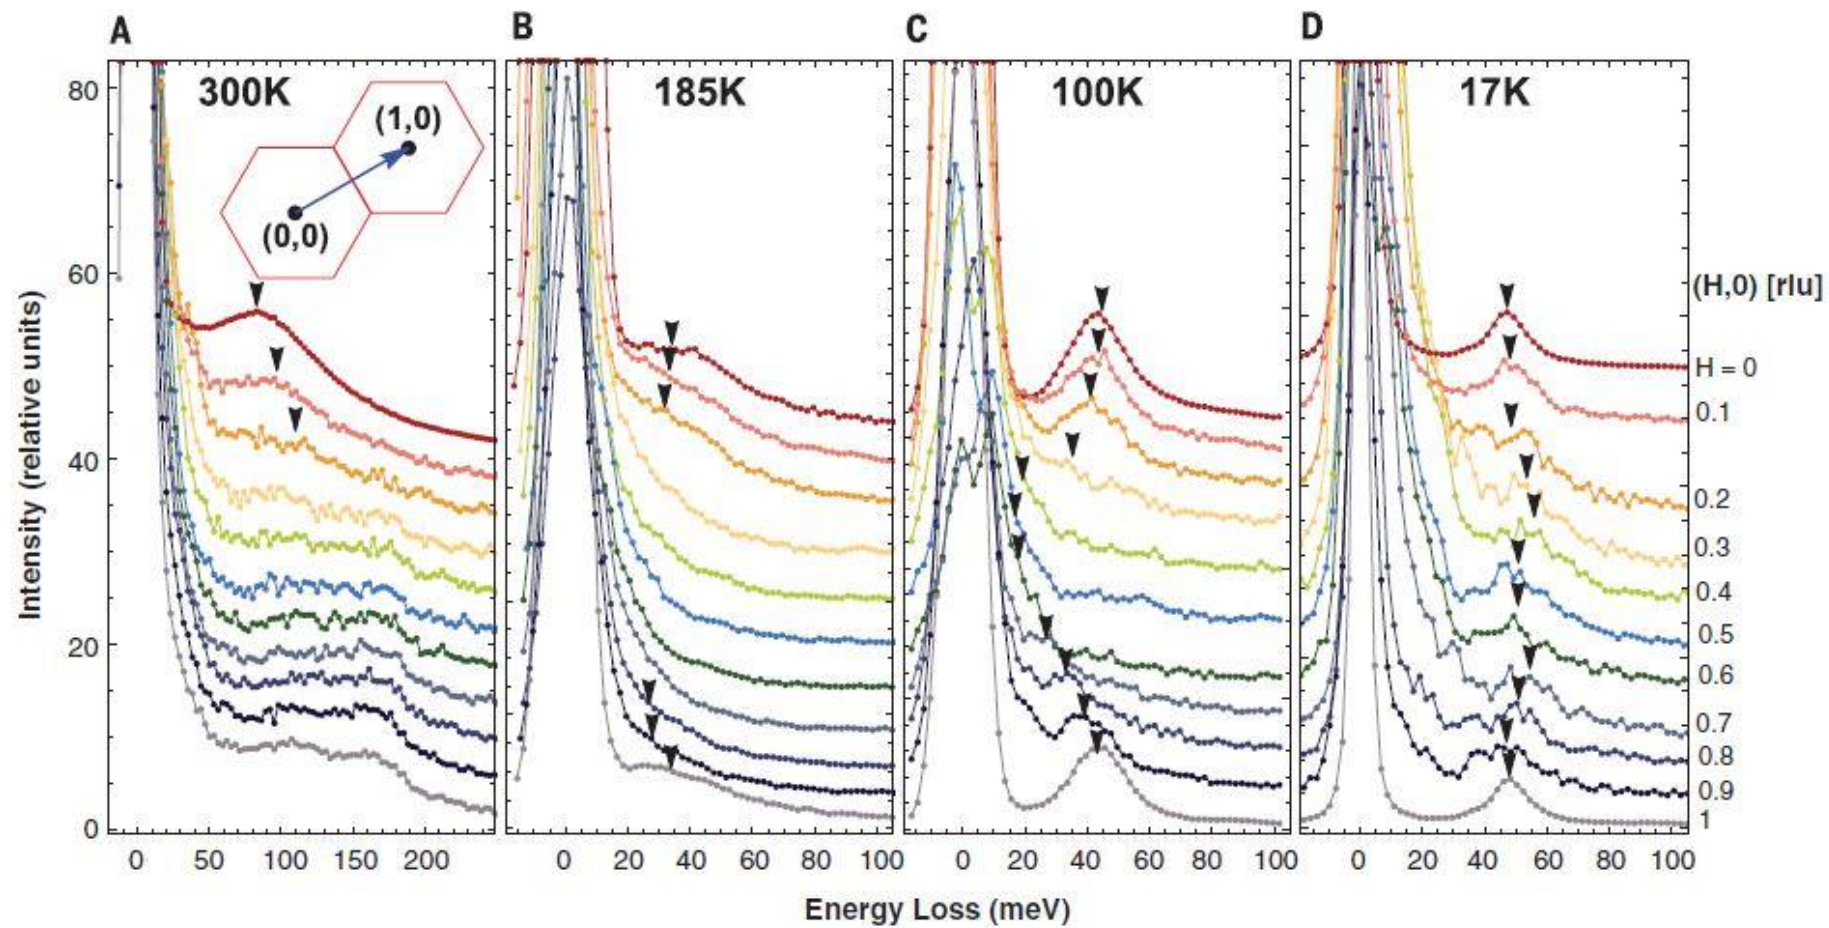 A
B
C
D
300K
185K
100K
17K
(1,0)
(0,0)
80
60
40
20
0
Intensity (relative units)
(H,0) [rlu]
H = 0
0.1
0.2
0.3
0.4
0.5
0.6
0.7
0.8
0.9
1
0 50 100 150 200
0 20 40 60 80 100
0 20 40 60 80 100
0 20 40 60 80 100
Energy Loss (meV)